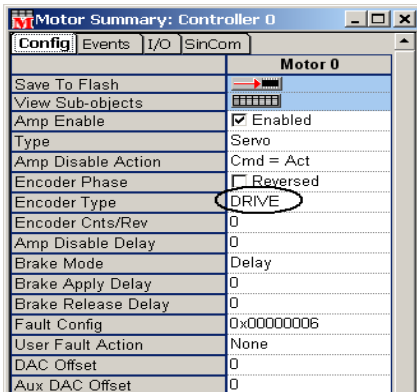 Motor Summary: Controller 0
Config Events I/O SinCom
Motor 0
Save To Flash
View Sub-objects
Amp Enable Enabled
Type Servo
Amp Disable Action Cmd = Act
Encoder Phase Reversed
Encoder Type DRIVE
Encoder Cnts/Rev 0
Amp Disable Delay 0
Brake Mode Delay
Brake Apply Delay 0
Brake Release Delay 0
Fault Config 0x00000006
User Fault Action None
DAC Offset 0
Aux DAC Offset 0